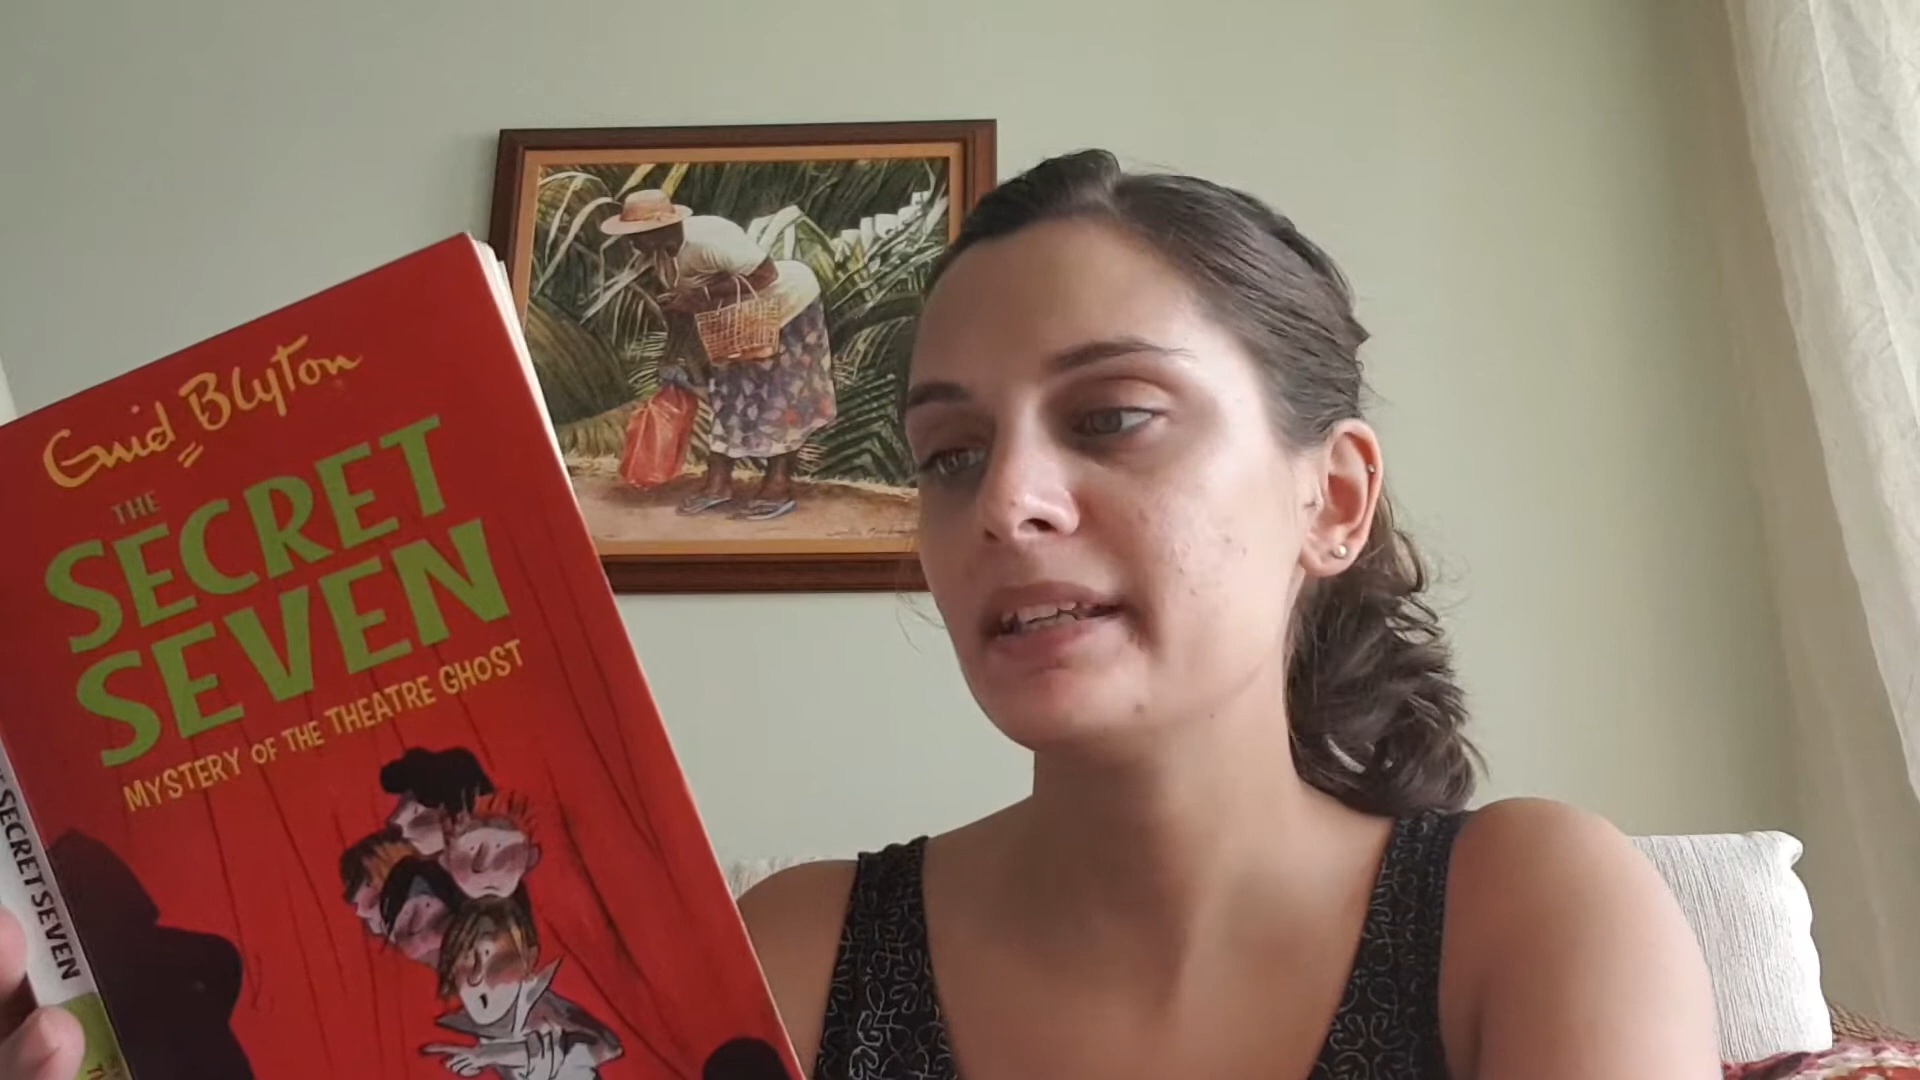 Enid Blyton
THE
SECRET
SEVEN
MYSTERY OF THE THEATRE GHOST
SECRET SEVEN